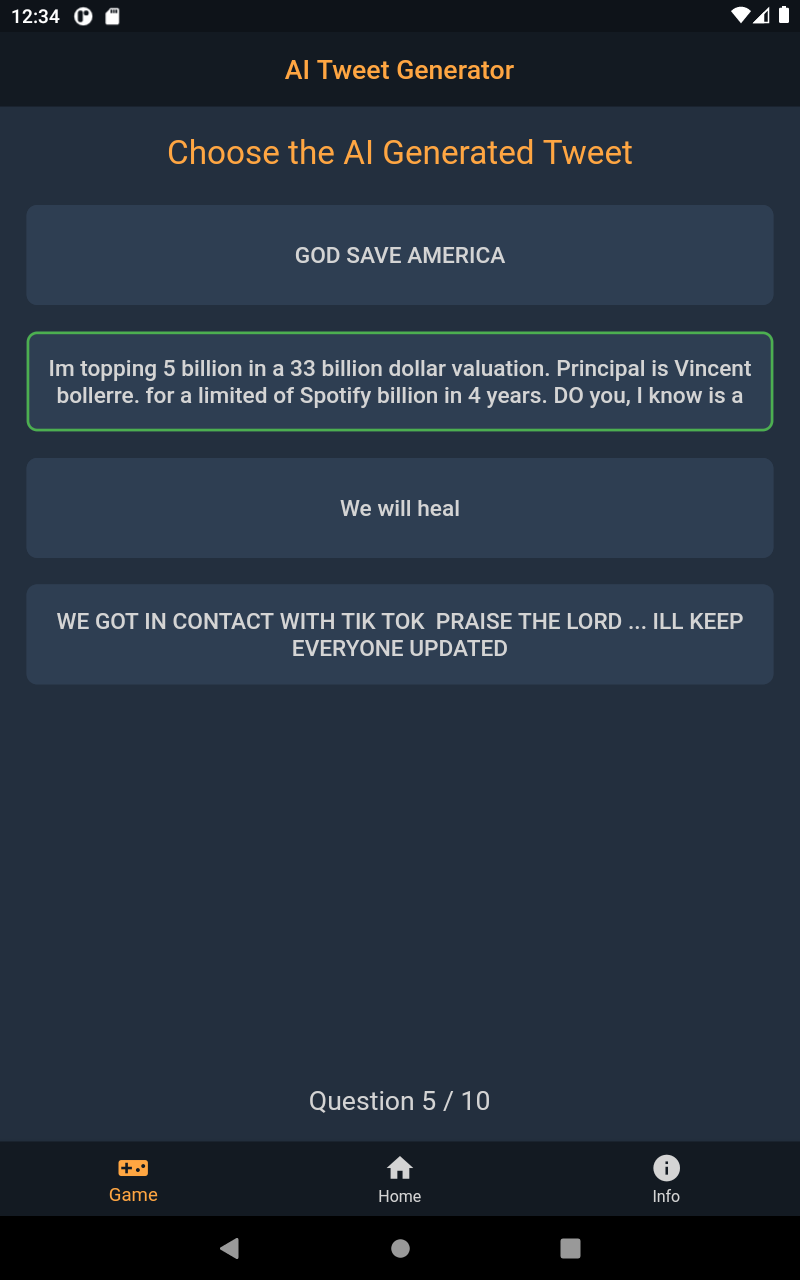 12:34
AI Tweet Generator
Choose the AI Generated Tweet
GOD SAVE AMERICA
Im topping 5 billion in a 33 billion dollar valuation. Principal is Vincent
bollerre. for a limited of Spotify billion in 4 years. DO you, I know is a
We will heal
WE GOT IN CONTACT WITH TIK TOK  PRAISE THE LORD ... ILL KEEP
EVERYONE UPDATED
Question 5 / 10
Game
Home
Info